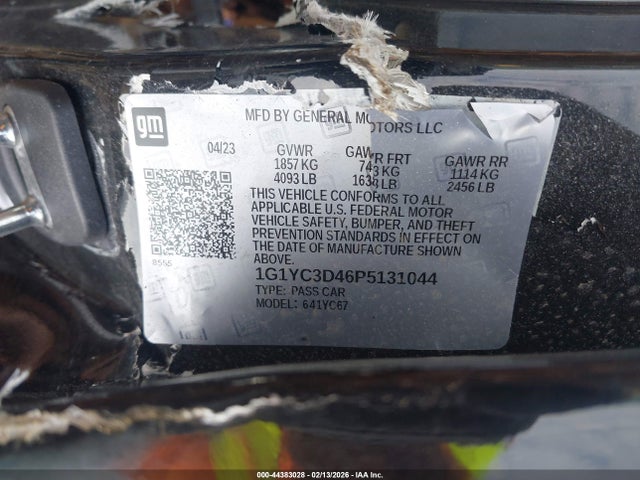 gm
MFD BY GENERAL MOTORS LLC
04/23 GVWR GAWR FRT GAWR RR
1857 KG 743 KG 1114 KG
4093 LB LB 2456 LB
THIS VEHICLE CONFORMS TO ALL
APPLICABLE U.S. FEDERAL MOTOR
VEHICLE SAFETY, BUMPER, AND THEFT
PREVENTION STANDARDS IN EFFECT ON
THE DATE OF MANUFACTURE SHOWN
ABOVE.
8555
1G1YC3D46P5131044
TYPE: PASS CAR
MODEL: 641YC67
© 44383028 - 02/13/2026 - IAA Inc.